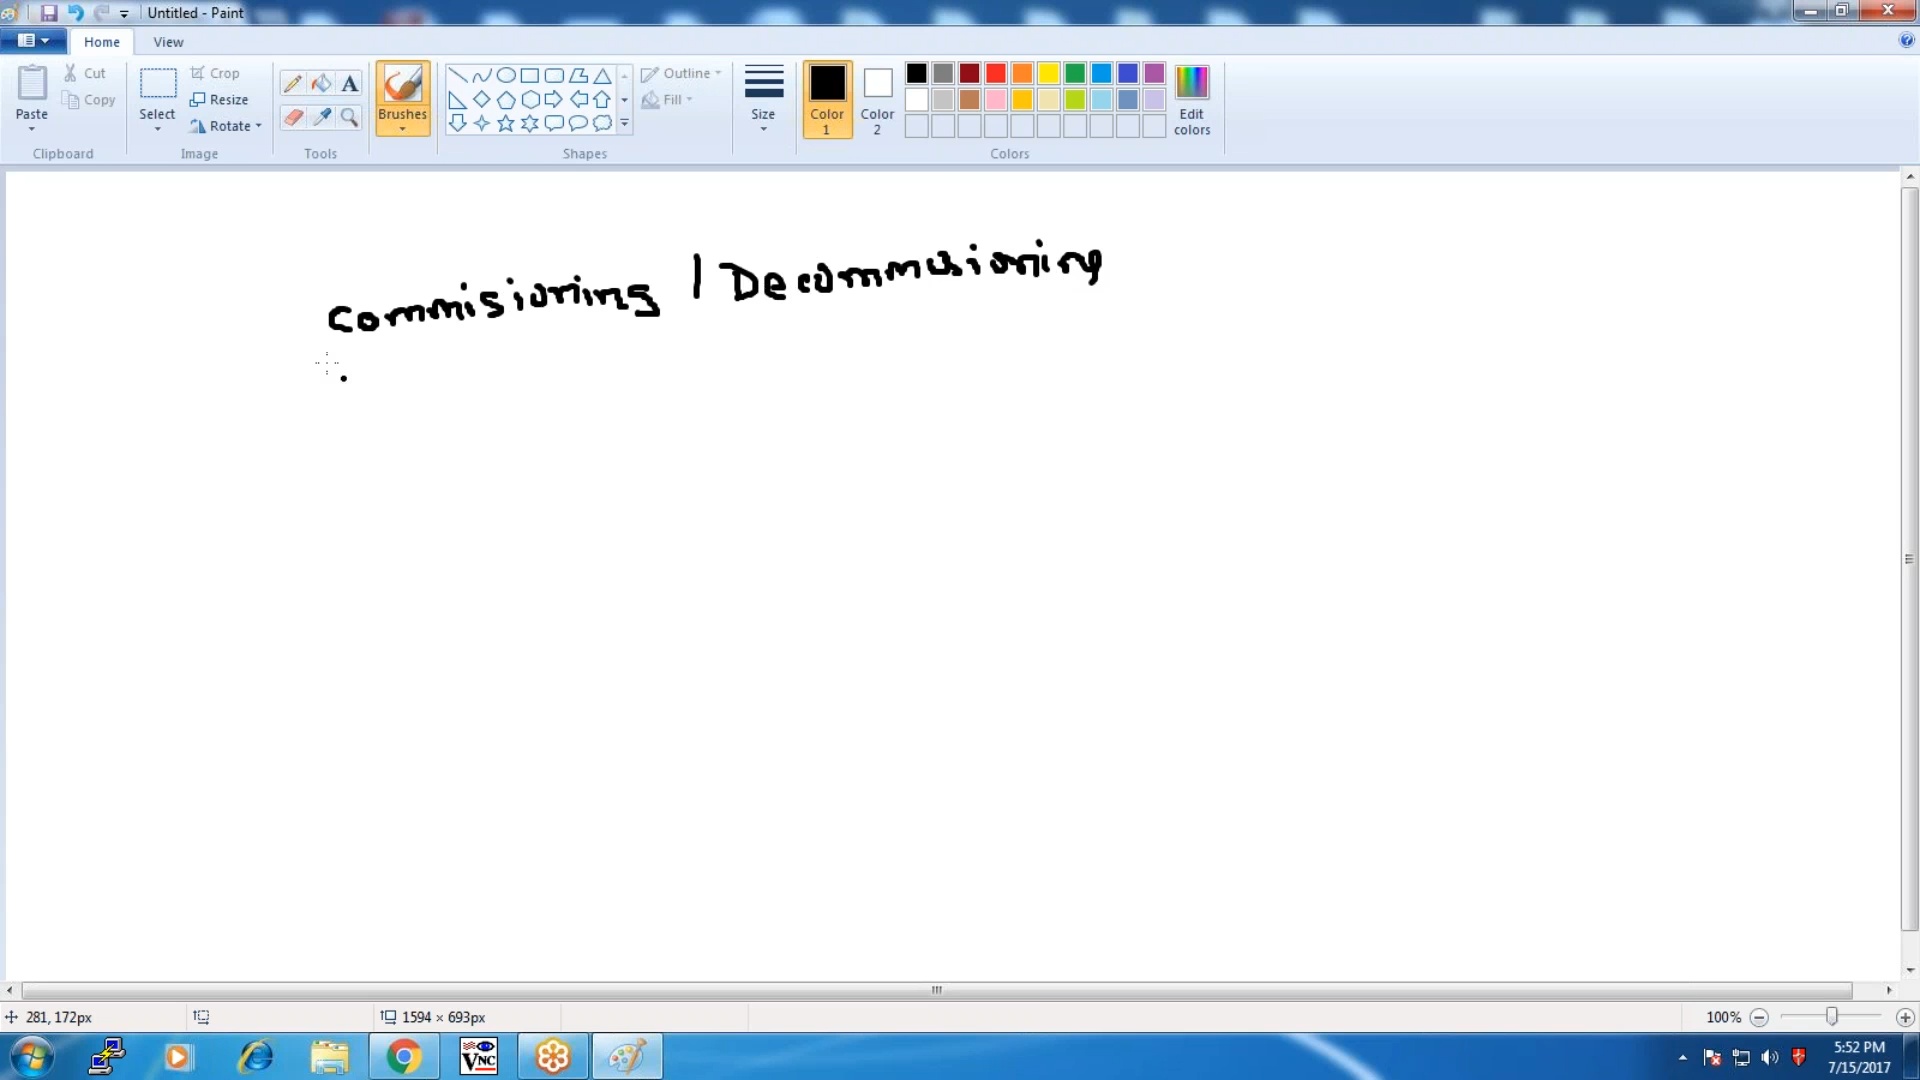 Untitled - Paint
Home View
Paste
Cut
Copy
Clipboard
Select
Crop
Resize
Rotate
Image
Tools
Brushes
Shapes
Outline
Fill
Size
Color 1
Color 2
Edit colors
Colors
Commisioning | Decommusioning
281, 172px
1594 × 693px
100%
VNC
5:52 PM
7/15/2017